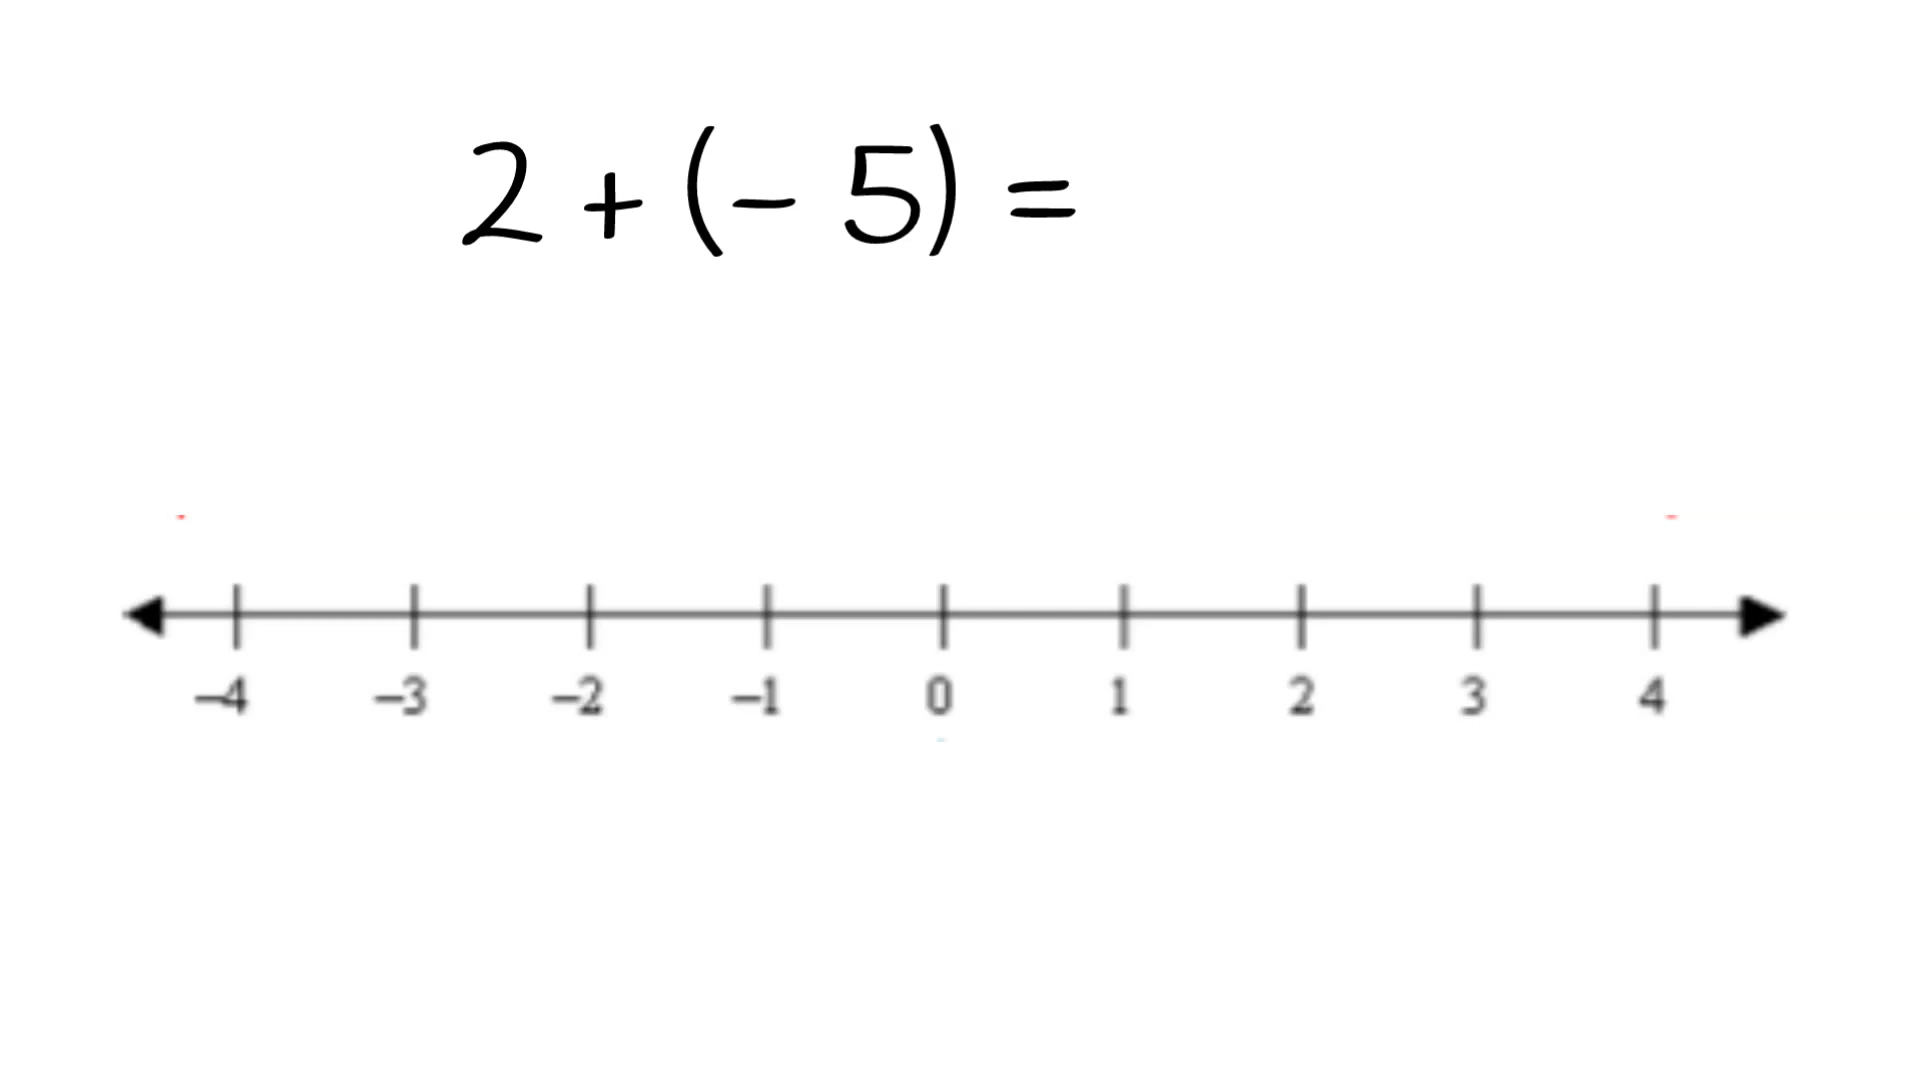 2 + (- 5) =
–4 –3 –2 –1 0 1 2 3 4